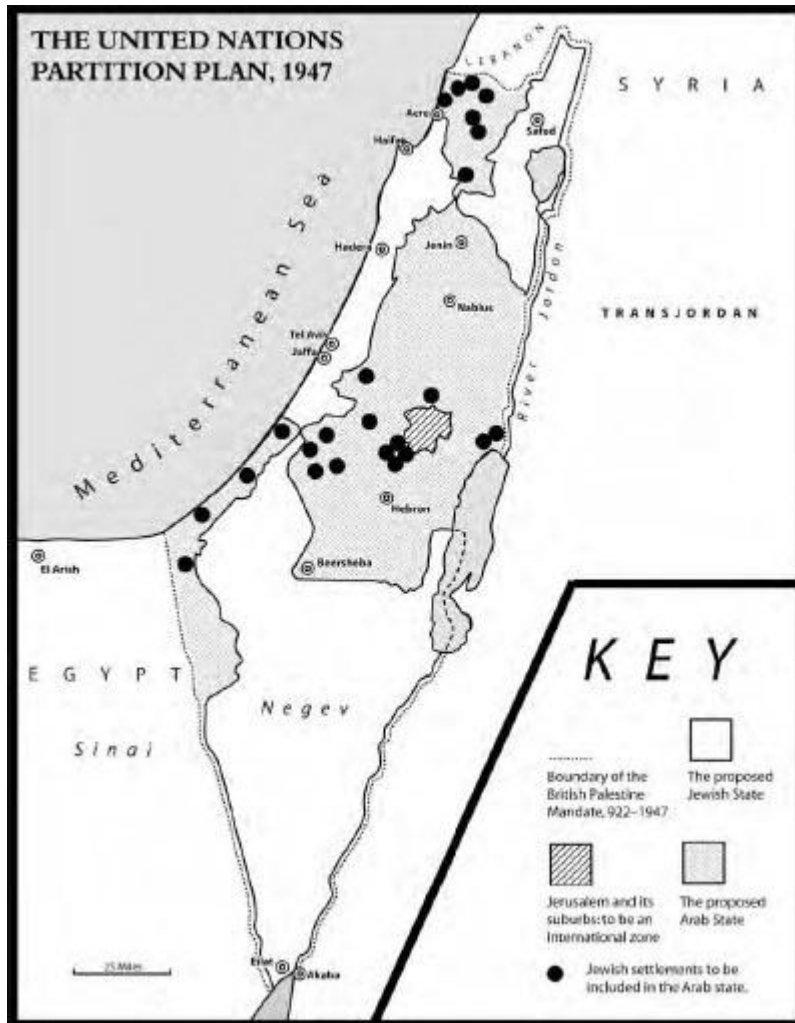 THE UNITED NATIONS
PARTITION PLAN, 1947
LEBANON
SYRIA
Acre
Safed
Haifa
Mediterranean Sea
Hadera
Jenin
River Jordan
Nablus
TRANSJORDAN
Tel Aviv
Jaffa
Hebron
El Arish
Beersheba
EGYPT
Sinai
Negev
Eilat
Akaba
25 Miles
KEY
Boundary of the
British Palestine
Mandate, 922–1947
The proposed
Jewish State
Jerusalem and its
suburbs: to be an
international zone
The proposed
Arab State
Jewish settlements to be
included in the Arab state.